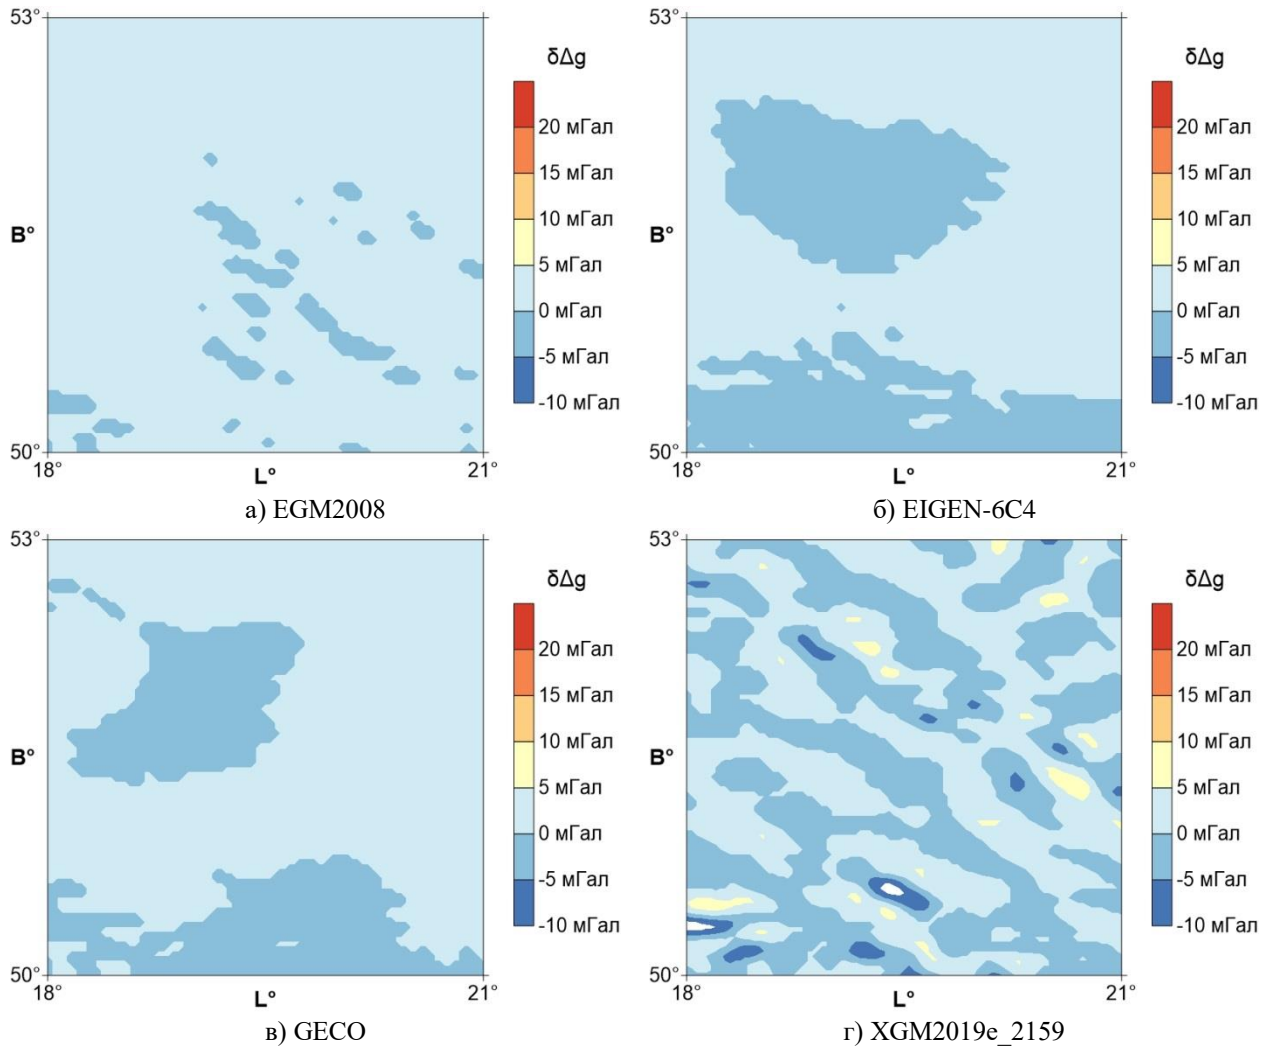 53°
δΔg
20 мГал
15 мГал
10 мГал
5 мГал
0 мГал
-5 мГал
-10 мГал
B°
50°
18°
L°
21°
а) EGM2008
53°
δΔg
20 мГал
15 мГал
10 мГал
5 мГал
0 мГал
-5 мГал
-10 мГал
B°
50°
18°
L°
21°
б) EIGEN-6C4
53°
δΔg
20 мГал
15 мГал
10 мГал
5 мГал
0 мГал
-5 мГал
-10 мГал
B°
50°
18°
L°
21°
в) GECO
53°
δΔg
20 мГал
15 мГал
10 мГал
5 мГал
0 мГал
-5 мГал
-10 мГал
B°
50°
18°
L°
21°
г) XGM2019e_2159